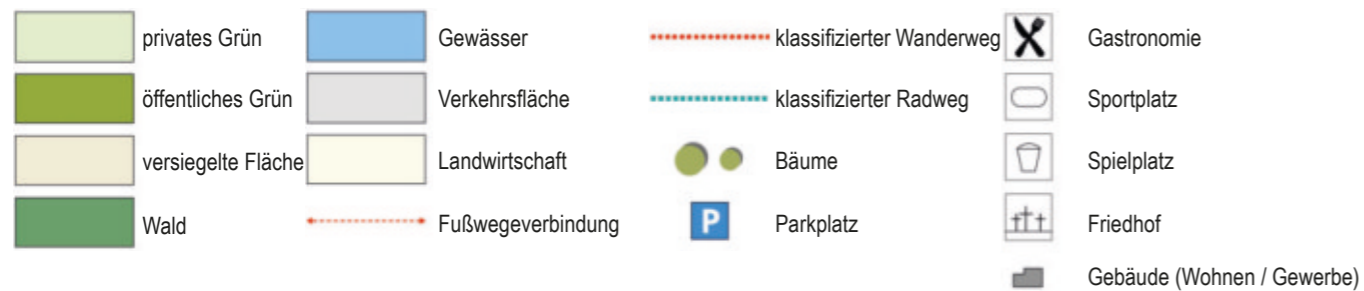 privates Grün
Gewässer
klassifizierter Wanderweg
Gastronomie
öffentliches Grün
Verkehrsfläche
klassifizierter Radweg
Sportplatz
versiegelte Fläche
Landwirtschaft
Bäume
Spielplatz
Wald
Fußwegeverbindung
P
Parkplatz
Friedhof
Gebäude (Wohnen / Gewerbe)